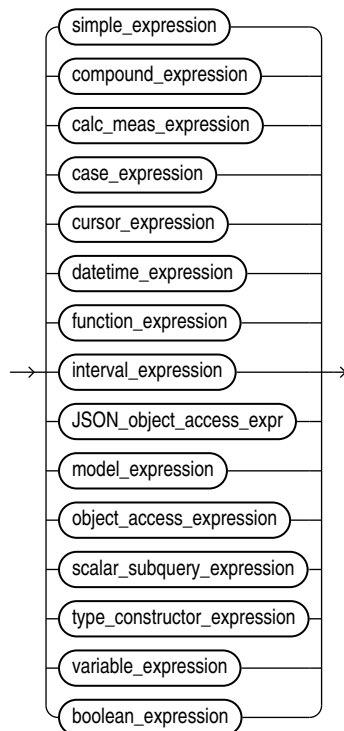 simple_expression
compound_expression
calc_meas_expression
case_expression
cursor_expression
datetime_expression
function_expression
interval_expression
JSON_object_access_expr
model_expression
object_access_expression
scalar_subquery_expression
type_constructor_expression
variable_expression
boolean_expression